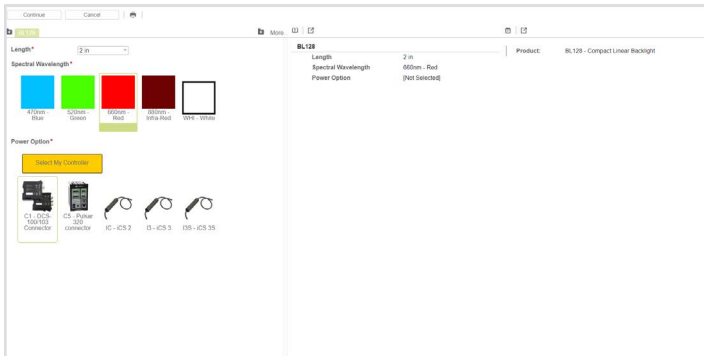 Continue Cancel
BL128 More
Length* 2 in
Spectral Wavelength*
470nm - Blue
520nm - Green
660nm - Red
880nm - Infra-Red
WHI - White
Power Option*
Select My Controller
C1 - DCS-100/103 Connector
C5 - Pulsar 320 connector
IC - iCS 2
I3 - iCS 3
I3S - iCS 3S
BL128
Length 2 in
Spectral Wavelength 660nm - Red
Power Option [Not Selected]
Product: BL128 - Compact Linear Backlight